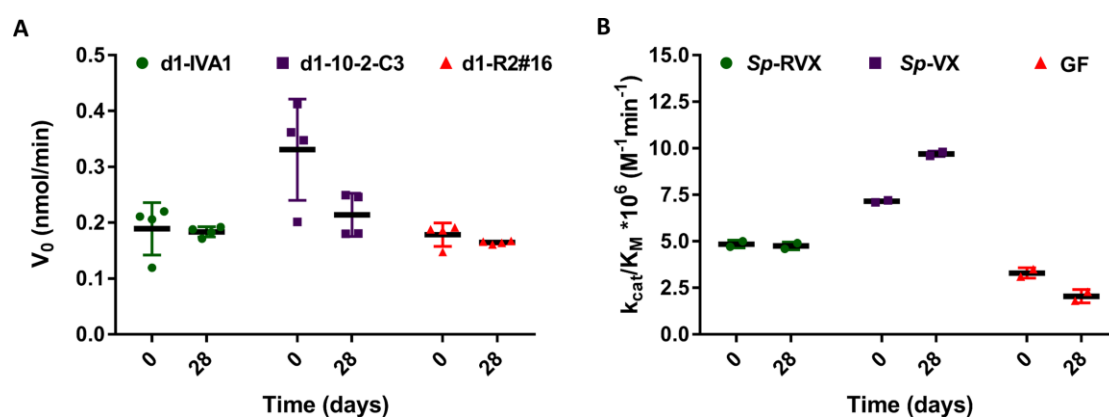 A
d1-IVA1 d1-10-2-C3 d1-R2#16
V0 (nmol/min)
0.5
0.4
0.3
0.2
0.1
0.0
0 28 0 28 0 28
Time (days)
B
Sp-RVX Sp-VX GF
kcat/KM *10^6 (M^-1min^-1)
15.0
12.5
10.0
7.5
5.0
2.5
0.0
0 28 0 28 0 28
Time (days)